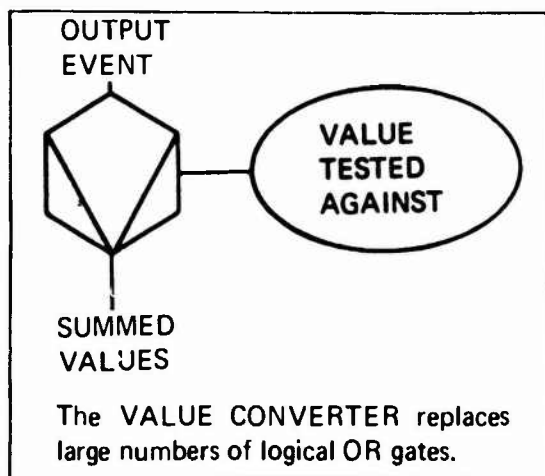 OUTPUT
EVENT
VALUE
TESTED
AGAINST
SUMMED
VALUES
The VALUE CONVERTER replaces
large numbers of logical OR gates.